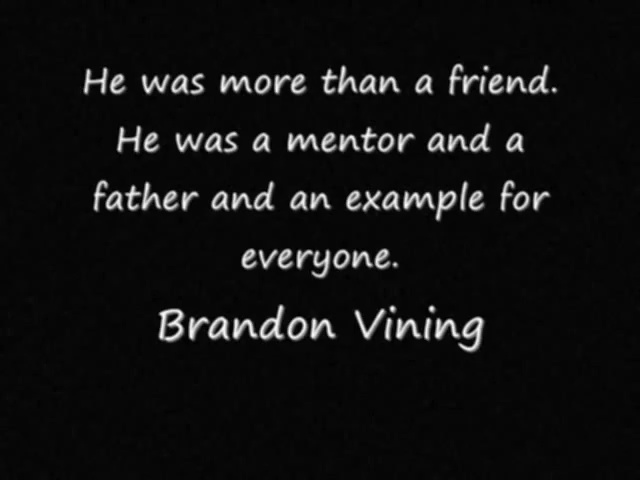 He was more than a friend.
He was a mentor and a
father and an example for
everyone.
Brandon Vining